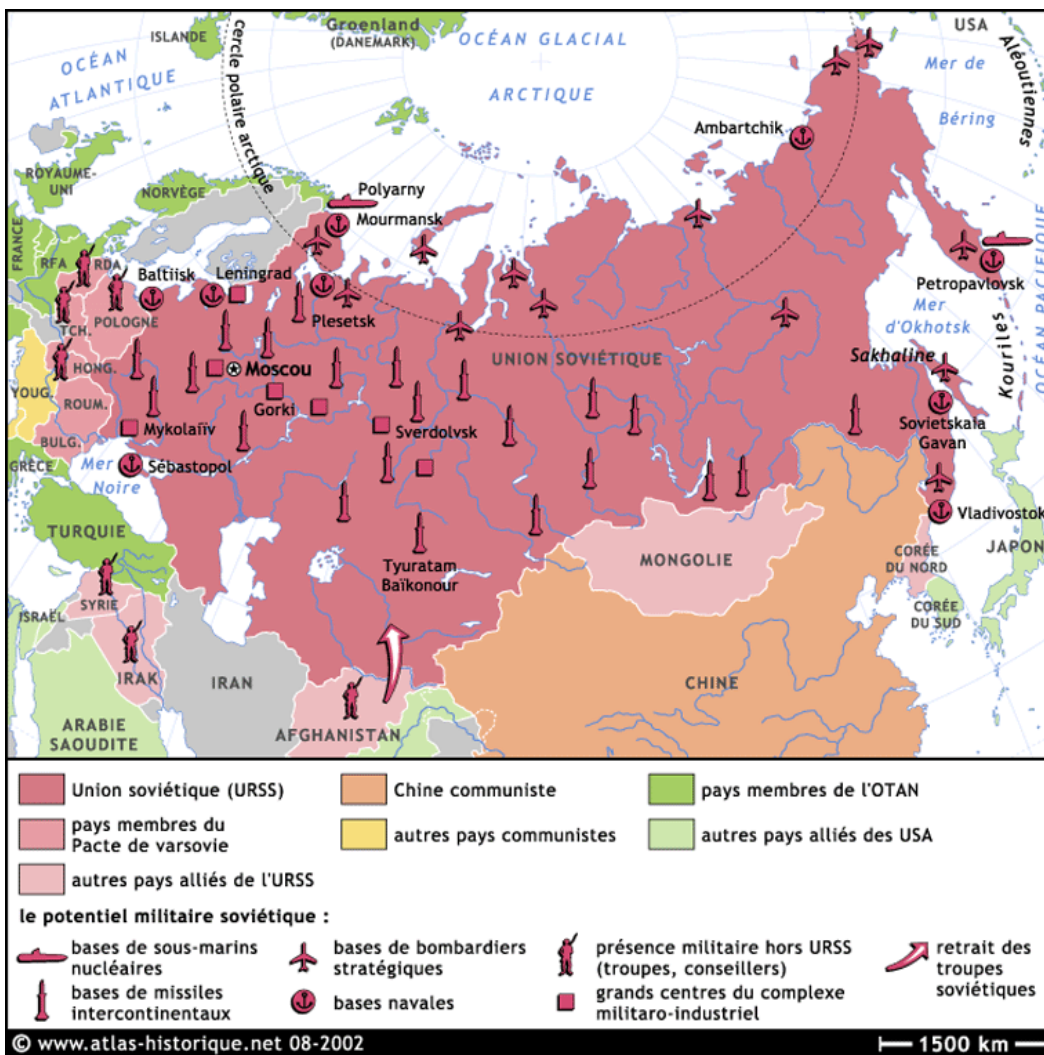 ISLANDE
Groenland
(DANEMARK)
OCÉAN GLACIAL
ARCTIQUE
USA
Aléoutiennes
Mer de
Béring
OCÉAN
ATLANTIQUE
cercle polaire arctique
Ambartchik
ROYAUME-
UNI
NORVÈGE
Polyarny
Mourmansk
FRANCE
RFA
RDA
Baltiisk
Leningrad
Petropavlovsk
OCÉAN PACIFIQUE
TCH.
POLOGNE
Plesetsk
Mer
d'Okhotsk
Kouriles
HONG.
Moscou
UNION SOVIÉTIQUE
Sakhaline
YOUG.
ROUM.
Gorki
Mykolaïïv
Sverdolvsk
Sovietskaia
Gavan
BULG.
GRÈCE
Mer
Noire
Sébastopol
Vladivostok
TURQUIE
MONGOLIE
JAPON
Tyuratam
Baïkonour
CORÉE
DU NORD
SYRIE
ISRAËL
CORÉE
DU SUD
IRAK
IRAN
CHINE
ARABIE
SAOUDITE
AFGHANISTAN
Union soviétique (URSS)
Chine communiste
pays membres de l'OTAN
pays membres du
Pacte de varsovie
autres pays communistes
autres pays alliés des USA
autres pays alliés de l'URSS
le potentiel militaire soviétique :
bases de sous-marins
nucléaires
bases de bombardiers
stratégiques
présence militaire hors URSS
(troupes, conseillers)
retrait des
troupes
soviétiques
bases de missiles
intercontinentaux
bases navales
grands centres du complexe
militaro-industriel
© www.atlas-historique.net 08-2002
1500 km